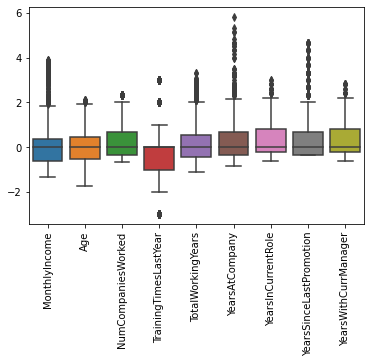 6
4
2
0
−2
MonthlyIncome
Age
NumCompaniesWorked
TrainingTimesLastYear
TotalWorkingYears
YearsAtCompany
YearsInCurrentRole
YearsSinceLastPromotion
YearsWithCurrManager